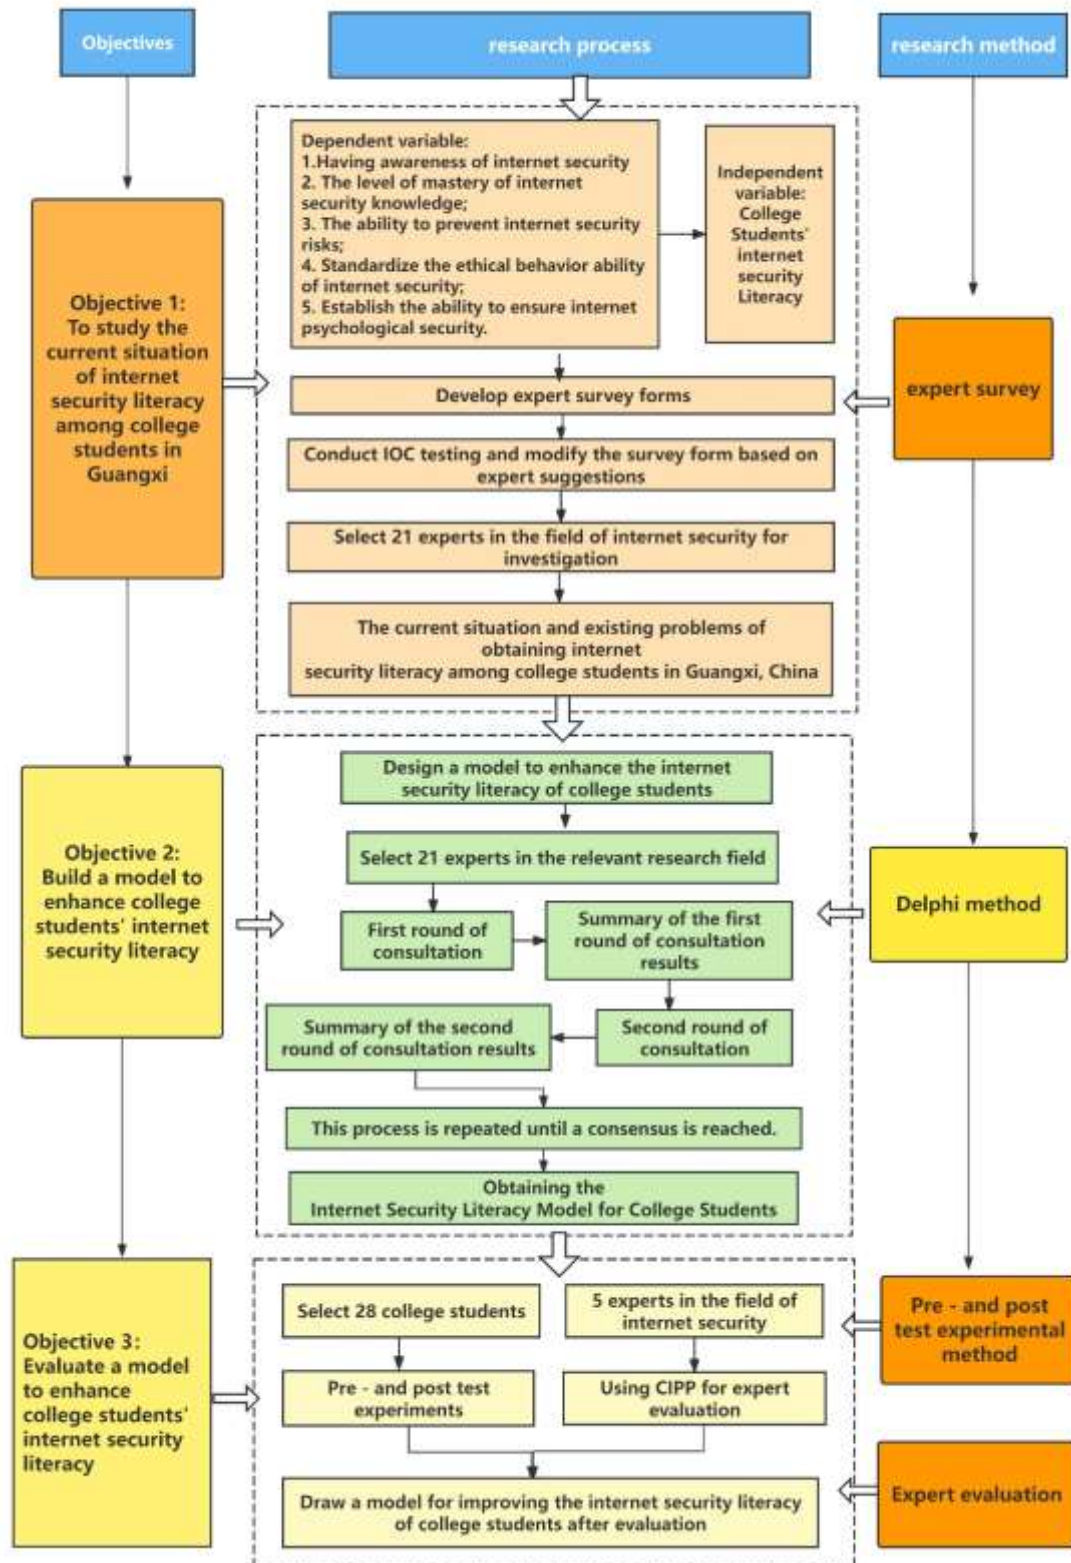 Objectives
research process
research method
Dependent variable:
1.Having awareness of internet security
2. The level of mastery of internet
security knowledge;
3. The ability to prevent internet security
risks;
4. Standardize the ethical behavior ability
of internet security;
5. Establish the ability to ensure internet
psychological security.
Independent
variable:
College
Students'
internet
security
Literacy
Objective 1:
To study the
current situation
of internet
security literacy
among college
students in
Guangxi
expert survey
Develop expert survey forms
Conduct IOC testing and modify the survey form based on
expert suggestions
Select 21 experts in the field of internet security for
investigation
The current situation and existing problems of
obtaining internet
security literacy among college students in Guangxi, China
Objective 2:
Build a model to
enhance college
students' internet
security literacy
Design a model to enhance the internet
security literacy of college students
Select 21 experts in the relevant research field
First round of
consultation
Summary of the first
round of consultation
results
Delphi method
Summary of the second
round of consultation results
Second round of
consultation
This process is repeated until a consensus is reached.
Obtaining the
Internet Security Literacy Model for College Students
Objective 3:
Evaluate a model
to enhance
college students'
internet security
literacy
Select 28 college students
5 experts in the field of
internet security
Pre - and post
test experimental
method
Pre - and post test
experiments
Using CIPP for expert
evaluation
Draw a model for improving the internet security literacy
of college students after evaluation
Expert evaluation